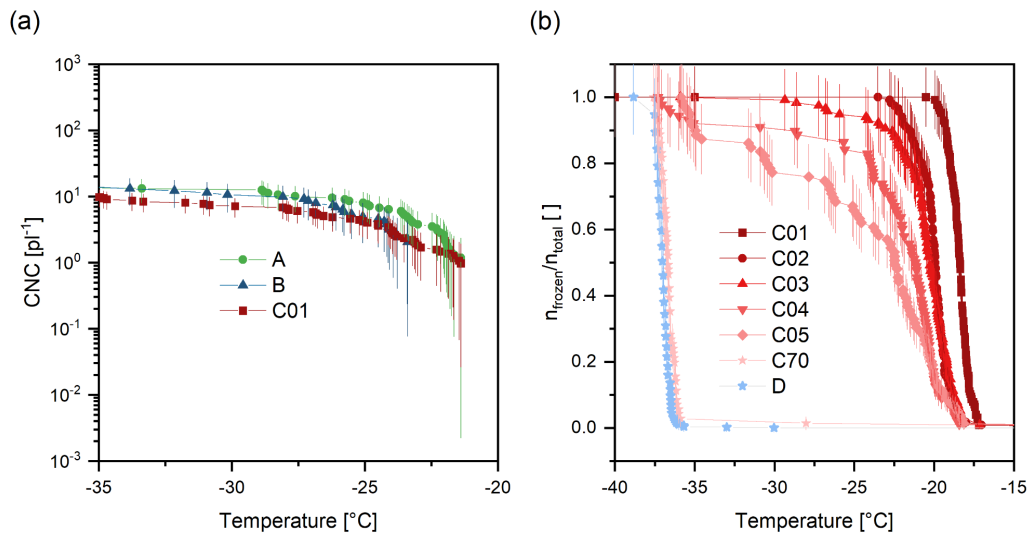 (a)
10³
10²
10¹
10⁰
10⁻¹
10⁻²
10⁻³
CNC [pl⁻¹]
A
B
C01
-35
-30
-25
-20
Temperature [°C]
(b)
1.0
0.8
0.6
0.4
0.2
0.0
n_frozen/n_total [ ]
C01
C02
C03
C04
C05
C70
D
-40
-35
-30
-25
-20
-15
Temperature [°C]